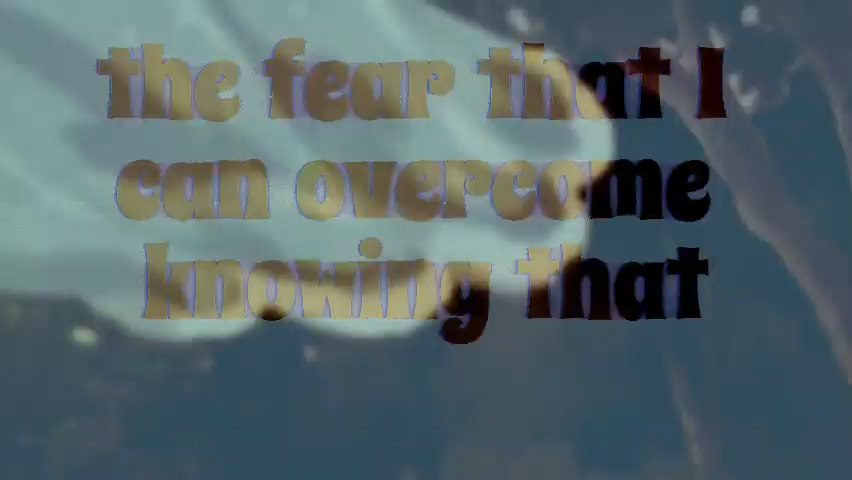 the fear that I
can overcome
knowing that